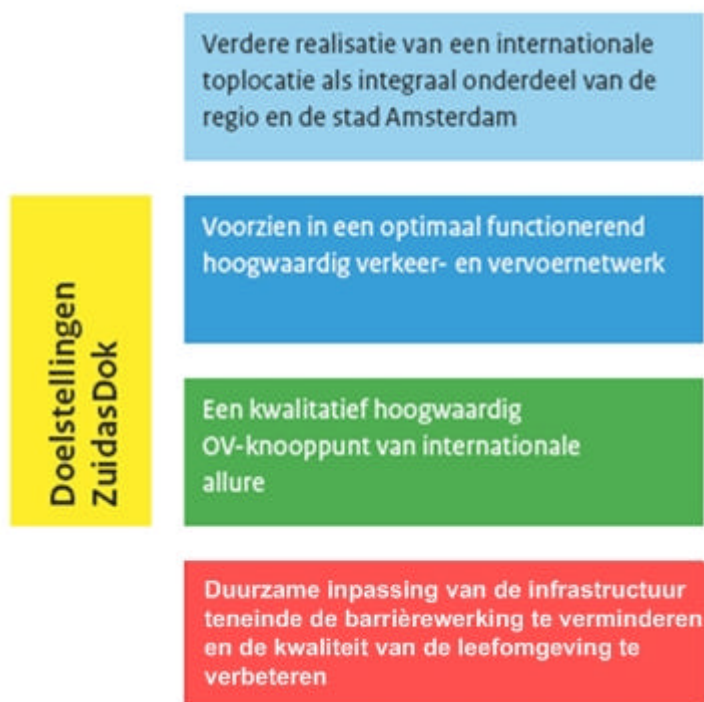 Verdere realisatie van een internationale
toplocatie als integraal onderdeel van de
regio en de stad Amsterdam
Doelstellingen
ZuidasDok
Voorzien in een optimaal functionerend
hoogwaardig verkeer- en vervoernetwerk
Een kwalitatief hoogwaardig
OV-knooppunt van internationale
allure
Duurzame inpassing van de infrastructuur
teneinde de barrièrewerking te verminderen
en de kwaliteit van de leefomgeving te
verbeteren